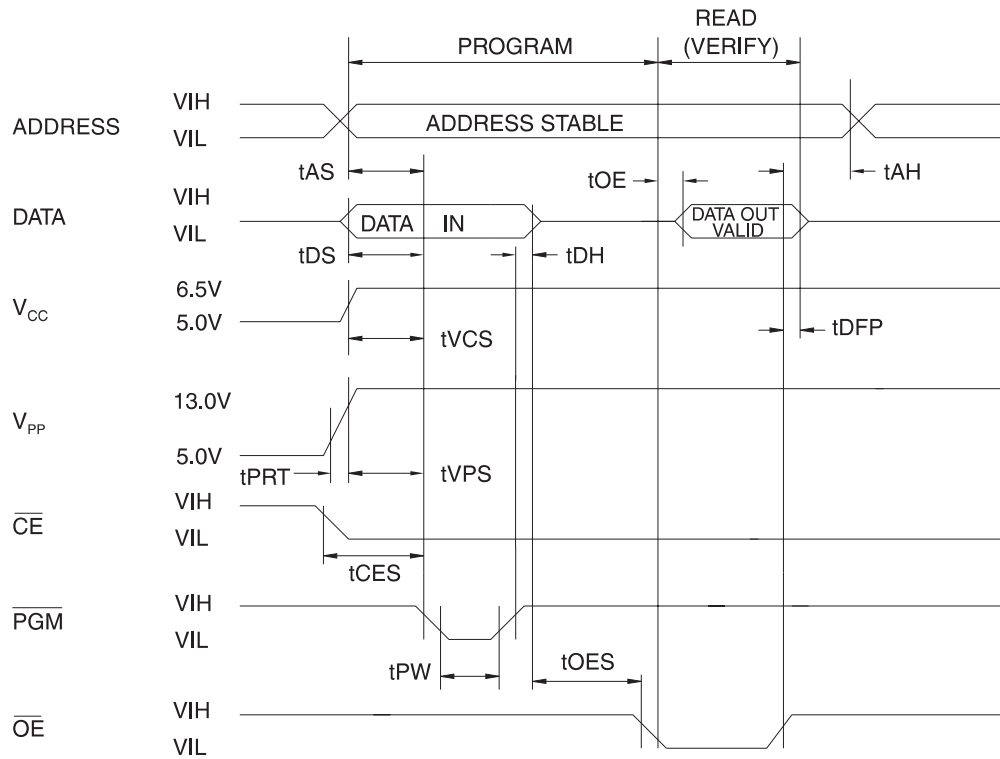 READ
PROGRAM (VERIFY)
ADDRESS VIH
VIL ADDRESS STABLE
tAS tOE tAH
DATA VIH
VIL DATA IN DATA OUT
VALID
tDS tDH
VCC 6.5V
5.0V
tVCS tDFP
VPP 13.0V
5.0V
tPRT tVPS
CE VIH
VIL
tCES
PGM VIH
VIL
tPW tOES
OE VIH
VIL